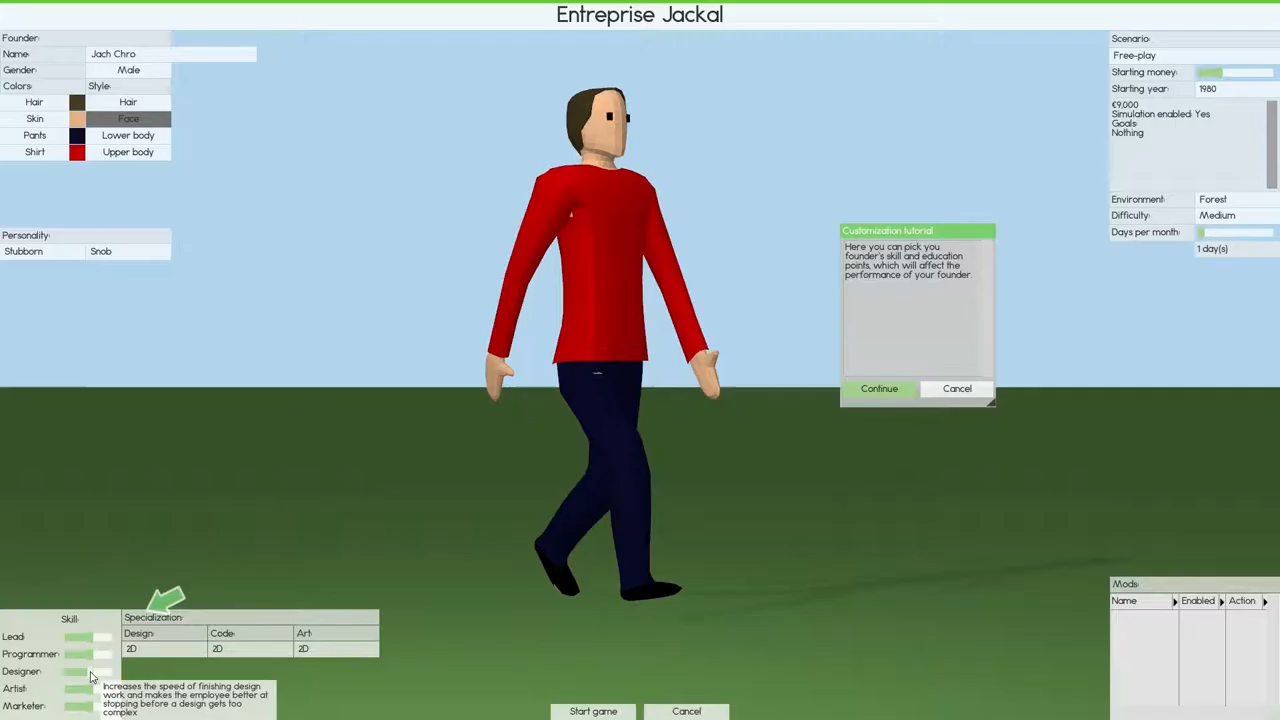 Entreprise Jackal
Founder:
Name: Jach Chro
Gender: Male
Colors: Style:
Hair Hair
Skin Face
Pants Lower body
Shirt Upper body
Personality:
Stubborn Snob
Scenario:
Free-play
Starting money:
Starting year: 1980
€9,000
Simulation enabled: Yes
Goals:
Nothing
Environment: Forest
Difficulty: Medium
Days per month:
1 day(s)
Customization tutorial
Here you can pick you
founder's skill and education
points, which will affect the
performance of your founder.
Continue Cancel
Skill:
Lead:
Programmer:
Designer:
Artist:
Marketer:
Specialization:
Design: Code: Art:
2D 2D 2D
Increases the speed of finishing design
work and makes the employee better at
stopping before a design gets too
complex
Start game Cancel
Mods:
Name Enabled Action